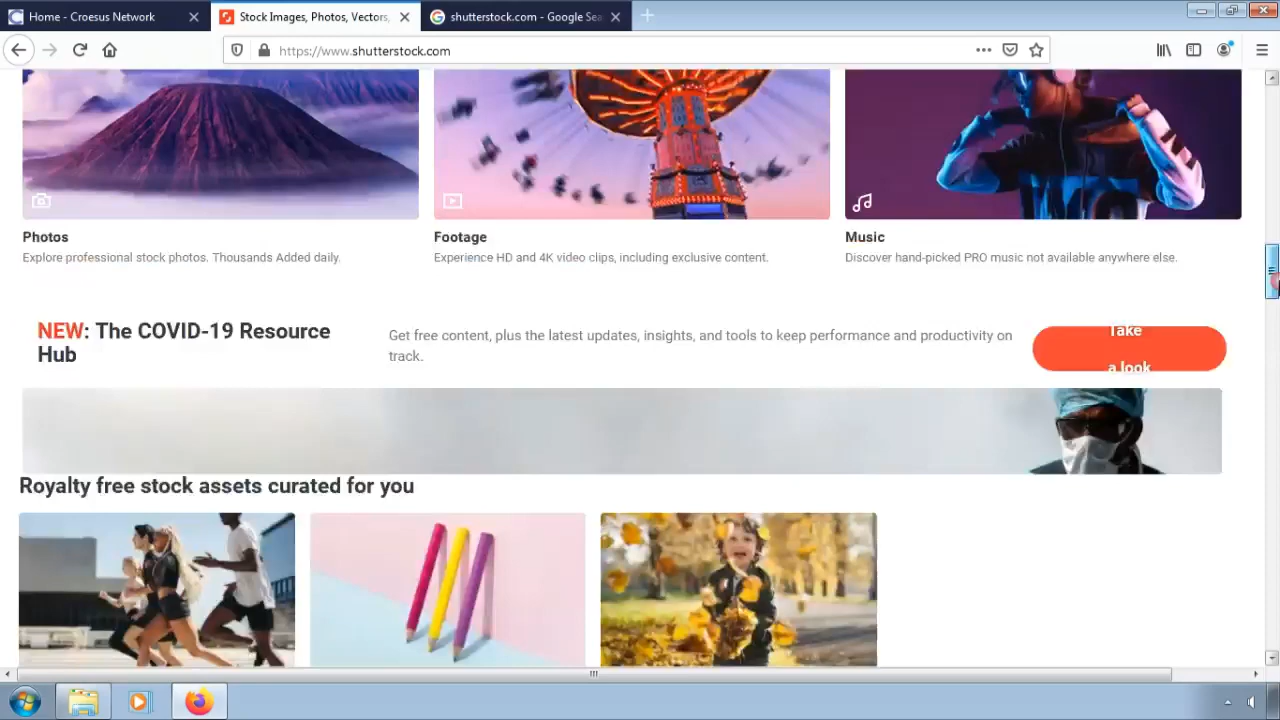 Home - Croesus Network
Stock Images, Photos, Vectors,
shutterstock.com - Google Sea
https://www.shutterstock.com
Photos
Explore professional stock photos. Thousands Added daily.
Footage
Experience HD and 4K video clips, including exclusive content.
Music
Discover hand-picked PRO music not available anywhere else.
NEW: The COVID-19 Resource
Hub
Get free content, plus the latest updates, insights, and tools to keep performance and productivity on
track.
Take
a look
Royalty free stock assets curated for you